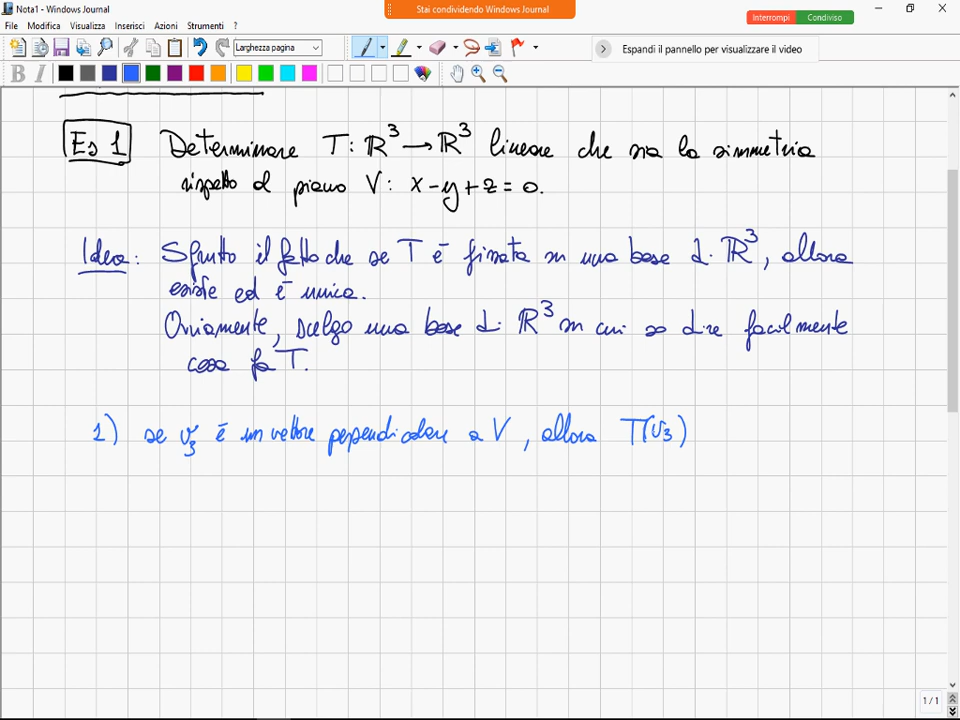 Nota1 - Windows Journal
Stai condividendo Windows Journal
Interrompi
Condiviso
File Modifica Visualizza Inserisci Azioni Strumenti ?
Larghezza pagina
Espandi il pannello per visualizzare il video
B I
Es 1 Determinare T: ℝ³ → ℝ³ lineare che sia la simmetria
rispetto al piano V: x-y+z=0.
Idea: Sfrutto il fatto che se T è fissata su una base di ℝ³, allora
esiste ed è unica.
Ovviamente, scelgo una base di ℝ³ su cui so dire facilmente
cosa fa T.
1) se v₃ è un vettore perpendicolare a V, allora T(v₃)
1 / 1